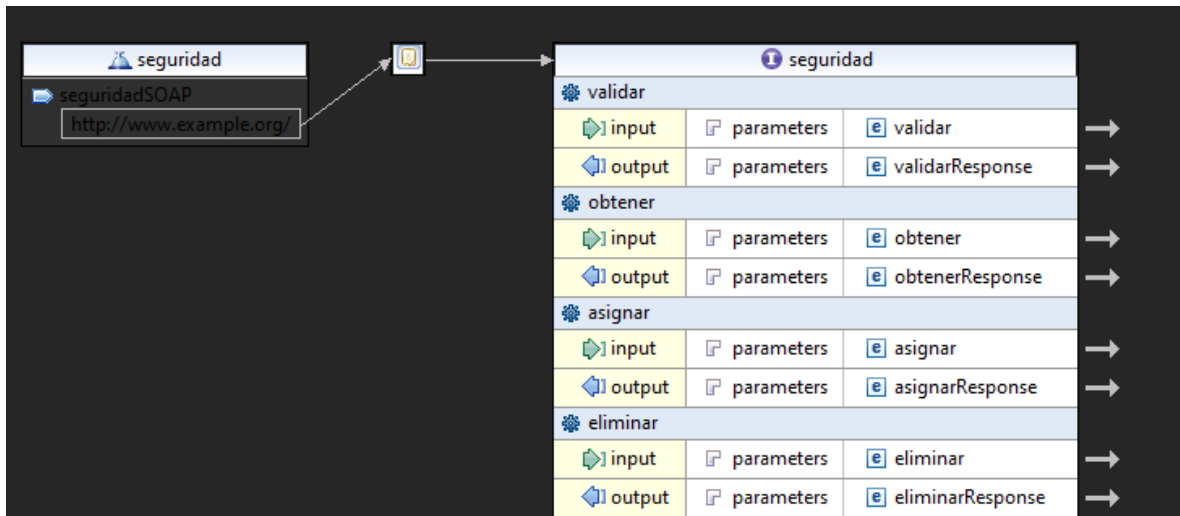 seguridad
seguridadSOAP
http://www.example.org/
seguridad
validar
input parameters e validar
output parameters e validarResponse
obtener
input parameters e obtener
output parameters e obtenerResponse
asignar
input parameters e asignar
output parameters e asignarResponse
eliminar
input parameters e eliminar
output parameters e eliminarResponse